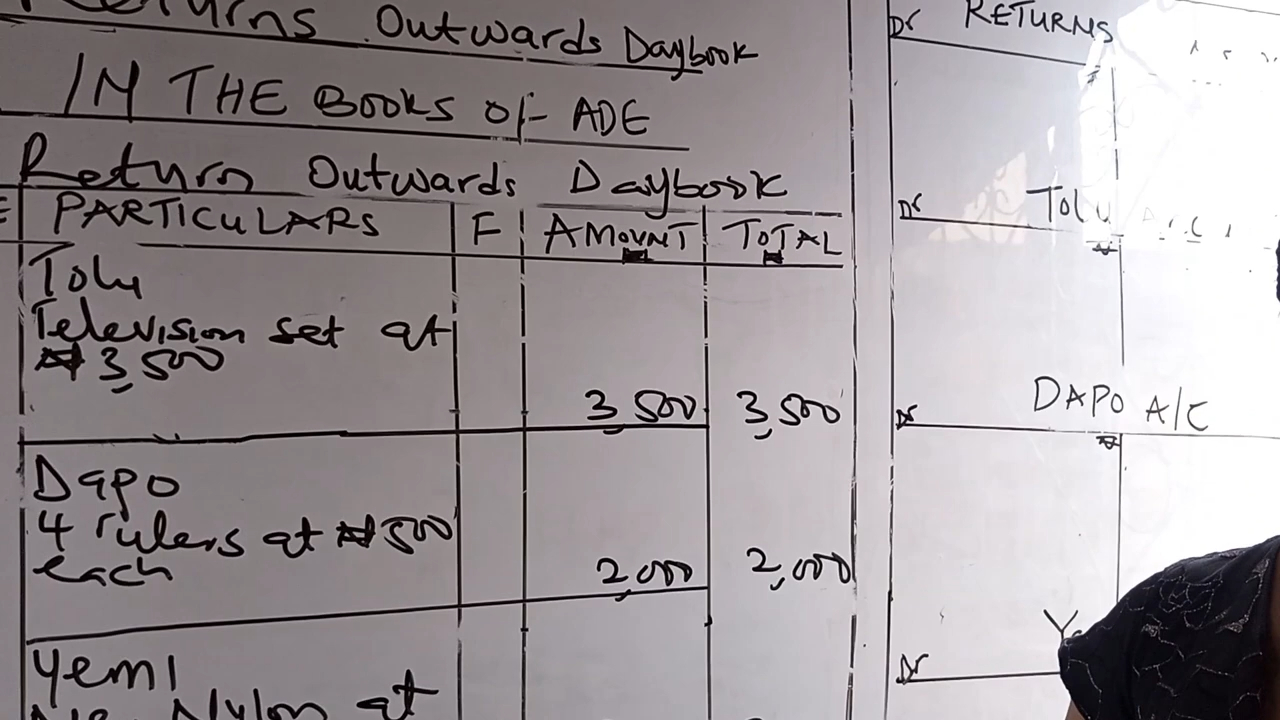 Returns Outwards Daybook
IN THE BOOKS OF ADE
Return Outwards Daybook
E PARTICULARS F AMOUNT TOTAL
₦ ₦
Tolu
Television set at
₦3,500
3,500 3,500
Dapo
4 rulers at ₦500
each
2,000 2,000
Yemi
Nylon at
Dr RETURNS
₦
Dr Tolu
₦
Dr DAPO A/C
₦
Dr